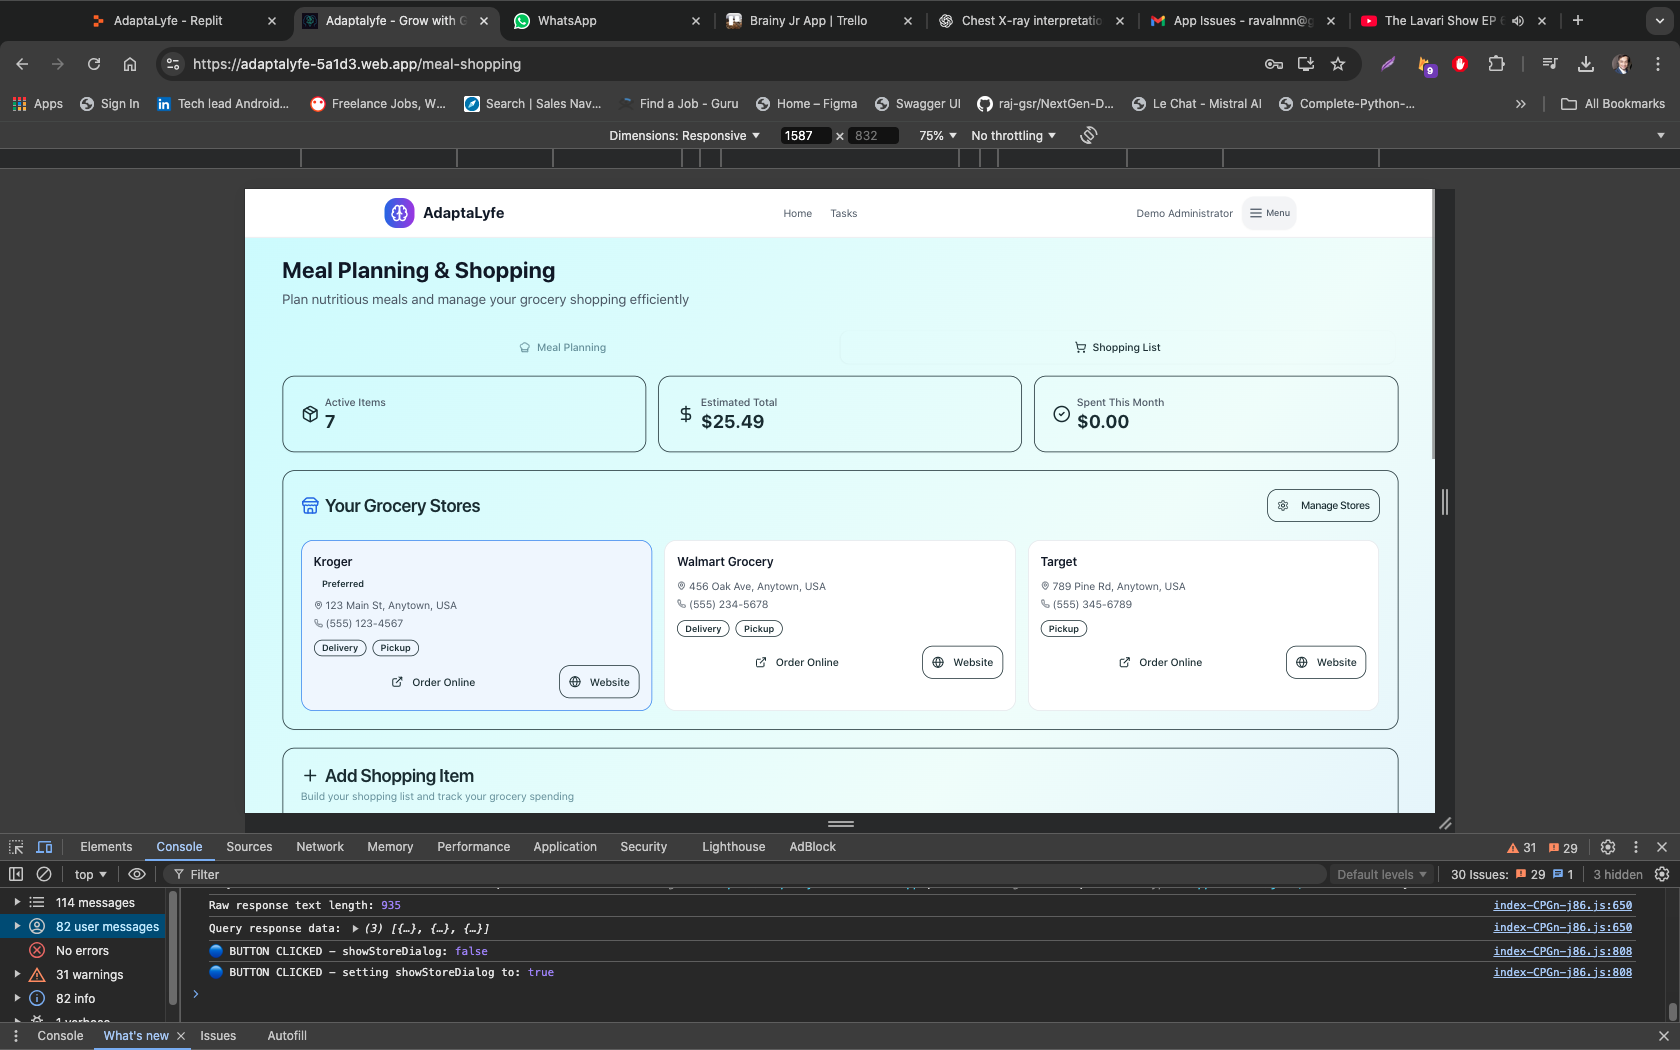 AdaptaLyfe - Replit
Adaptalyfe - Grow with G
WhatsApp
Brainy Jr App | Trello
Chest X-ray interpretatio
App Issues - ravalnnn@g
The Lavari Show EP
https://adaptalyfe-5a1d3.web.app/meal-shopping
9
Apps
Sign In
Tech lead Android...
Freelance Jobs, W...
Search | Sales Nav...
Find a Job - Guru
Home – Figma
Swagger UI
raj-gsr/NextGen-D...
Le Chat - Mistral AI
Complete-Python-...
All Bookmarks
Dimensions: Responsive
1587 × 832
75%
No throttling
AdaptaLyfe
Home
Tasks
Demo Administrator
Menu
Meal Planning & Shopping
Plan nutritious meals and manage your grocery shopping efficiently
Meal Planning
Shopping List
Active Items
7
Estimated Total
$25.49
Spent This Month
$0.00
Your Grocery Stores
Manage Stores
Kroger
Preferred
123 Main St, Anytown, USA
(555) 123-4567
Delivery
Pickup
Order Online
Website
Walmart Grocery
456 Oak Ave, Anytown, USA
(555) 234-5678
Delivery
Pickup
Order Online
Website
Target
789 Pine Rd, Anytown, USA
(555) 345-6789
Pickup
Order Online
Website
+ Add Shopping Item
Build your shopping list and track your grocery spending
Elements
Console
Sources
Network
Memory
Performance
Application
Security
Lighthouse
AdBlock
31
29
top
Filter
Default levels
30 Issues: 29 1
3 hidden
114 messages
82 user messages
No errors
31 warnings
82 info
Raw response text length: 935
index-CPGn-j86.js:650
Query response data: ▶ (3) [{…}, {…}, {…}]
index-CPGn-j86.js:650
BUTTON CLICKED – showStoreDialog: false
index-CPGn-j86.js:808
BUTTON CLICKED – setting showStoreDialog to: true
index-CPGn-j86.js:808
Console
What's new
Issues
Autofill